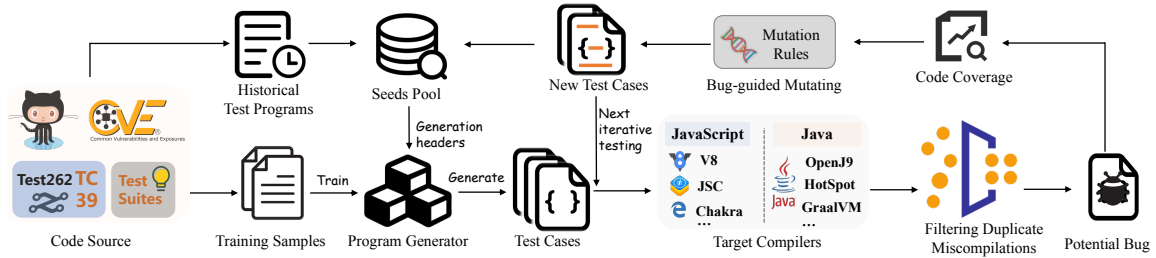 Historical
Test Programs
Seeds Pool
New Test Cases
Mutation
Rules
Bug-guided Mutating
Code Coverage
CVE®
Common Vulnerabilities and Exposures
Test262 TC
39
Test
Suites
Code Source
Train
Training Samples
Generation
headers
Generate
Program Generator
Test Cases
Next
iterative
testing
JavaScript
V8
JSC
Chakra
...
Java
OpenJ9
HotSpot
Java
GraalVM
...
Target Compilers
Filtering Duplicate
Miscompilations
Potential Bug